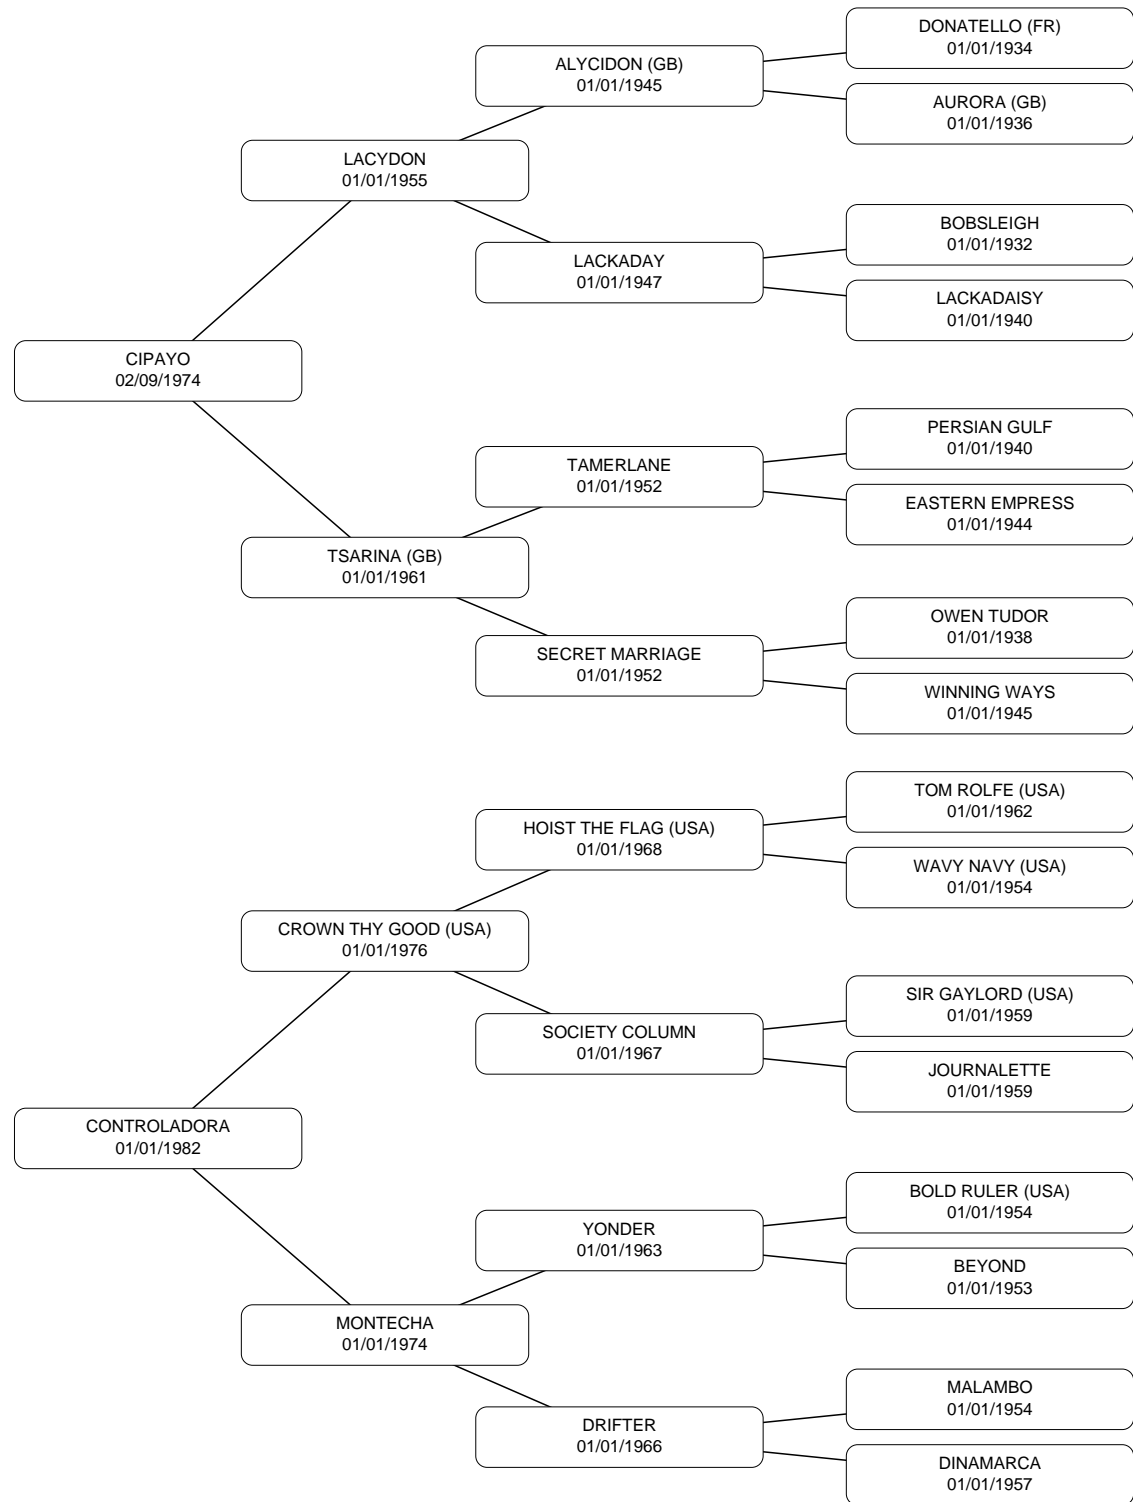 DONATELLO (FR)
01/01/1934
ALYCIDON (GB)
01/01/1945
AURORA (GB)
01/01/1936
LACYDON
01/01/1955
BOBSLEIGH
01/01/1932
LACKADAY
01/01/1947
LACKADAISY
01/01/1940
CIPAYO
02/09/1974
PERSIAN GULF
01/01/1940
TAMERLANE
01/01/1952
EASTERN EMPRESS
01/01/1944
TSARINA (GB)
01/01/1961
OWEN TUDOR
01/01/1938
SECRET MARRIAGE
01/01/1952
WINNING WAYS
01/01/1945
TOM ROLFE (USA)
01/01/1962
HOIST THE FLAG (USA)
01/01/1968
WAVY NAVY (USA)
01/01/1954
CROWN THY GOOD (USA)
01/01/1976
SIR GAYLORD (USA)
01/01/1959
SOCIETY COLUMN
01/01/1967
JOURNALETTE
01/01/1959
CONTROLADORA
01/01/1982
BOLD RULER (USA)
01/01/1954
YONDER
01/01/1963
BEYOND
01/01/1953
MONTECHA
01/01/1974
MALAMBO
01/01/1954
DRIFTER
01/01/1966
DINAMARCA
01/01/1957